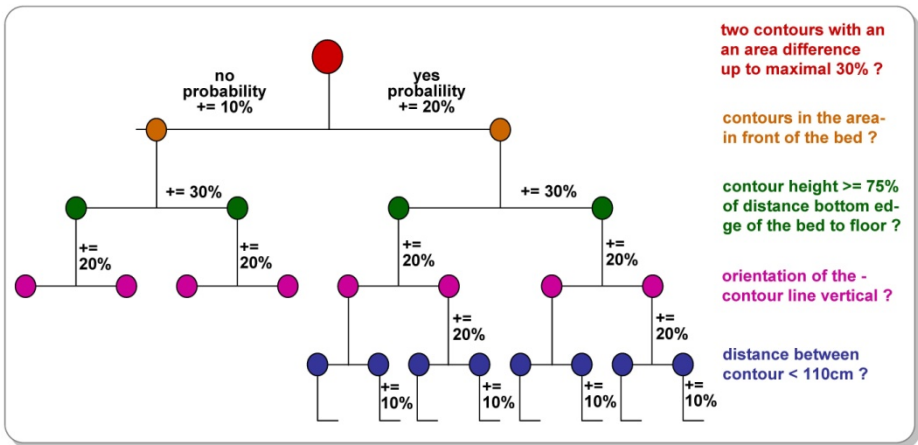 two contours with an
an area difference
up to maximal 30% ?
no
probability
+= 10%
yes
probalility
+= 20%
contours in the area-
in front of the bed ?
+= 30%
+= 30%
contour height >= 75%
of distance bottom ed-
ge of the bed to floor ?
+=
20%
+=
20%
+=
20%
+=
20%
orientation of the -
contour line vertical ?
+=
20%
+=
20%
distance between
contour < 110cm ?
+=
10%
+=
10%
+=
10%
+=
10%